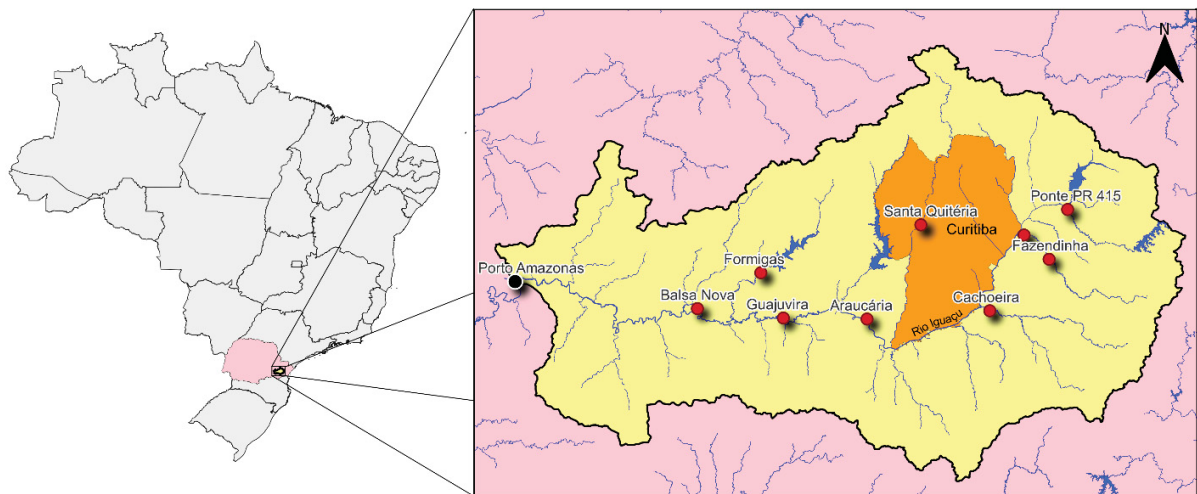 N
Ponte PR 415
Santa Quitéria
Curitiba
Fazendinha
Formigas
Porto Amazonas
Balsa Nova
Guajuvira
Araucária
Cachoeira
Rio Iguaçu